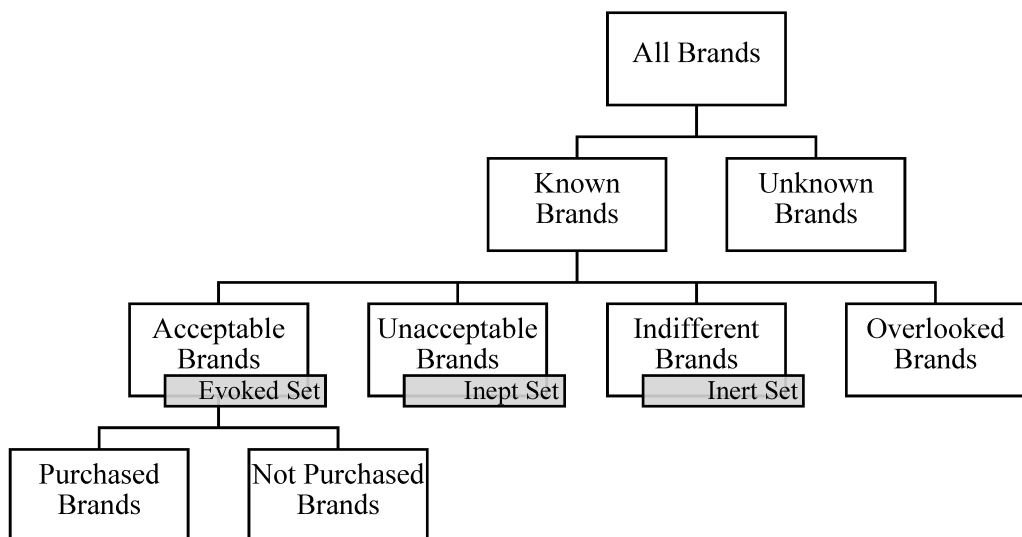 All Brands
Known
Brands
Unknown
Brands
Acceptable
Brands
Evoked Set
Unacceptable
Brands
Inept Set
Indifferent
Brands
Inert Set
Overlooked
Brands
Purchased
Brands
Not Purchased
Brands